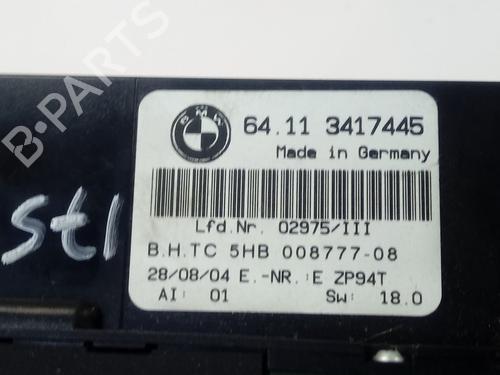 BMW
64.11 3417445
Made in Germany
Lfd.Nr. 02975/III
B.H.TC 5HB 008777-08
28/08/04 E.-NR.:E ZP94T
AI: 01 Sw: 18.0
St1
B-PARTS